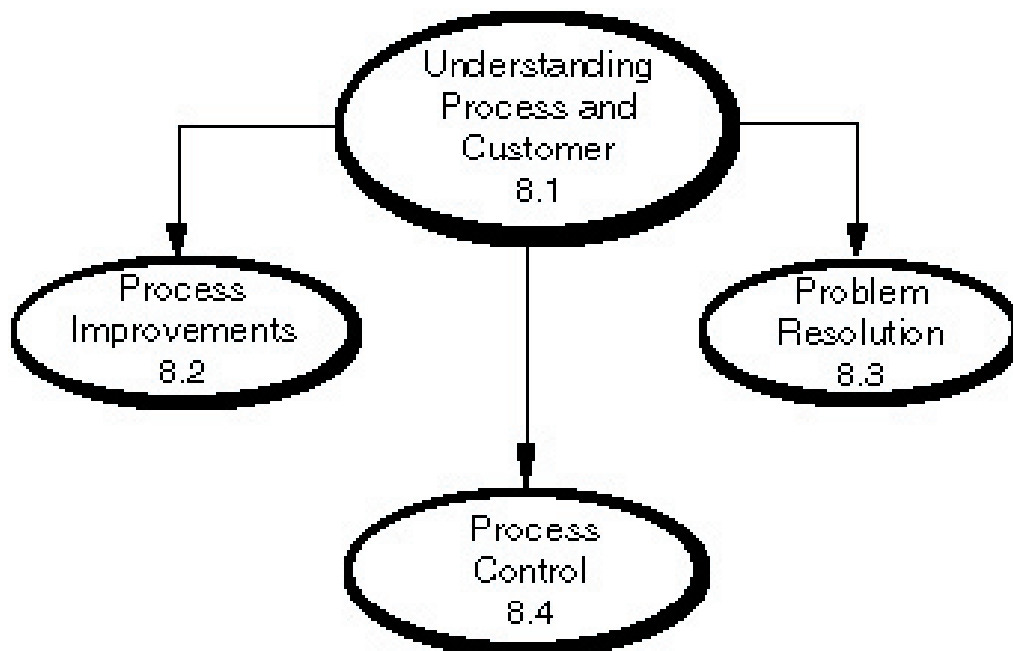 Understanding
Process and
Customer
8.1
Process
Improvements
8.2
Problem
Resolution
8.3
Process
Control
8.4